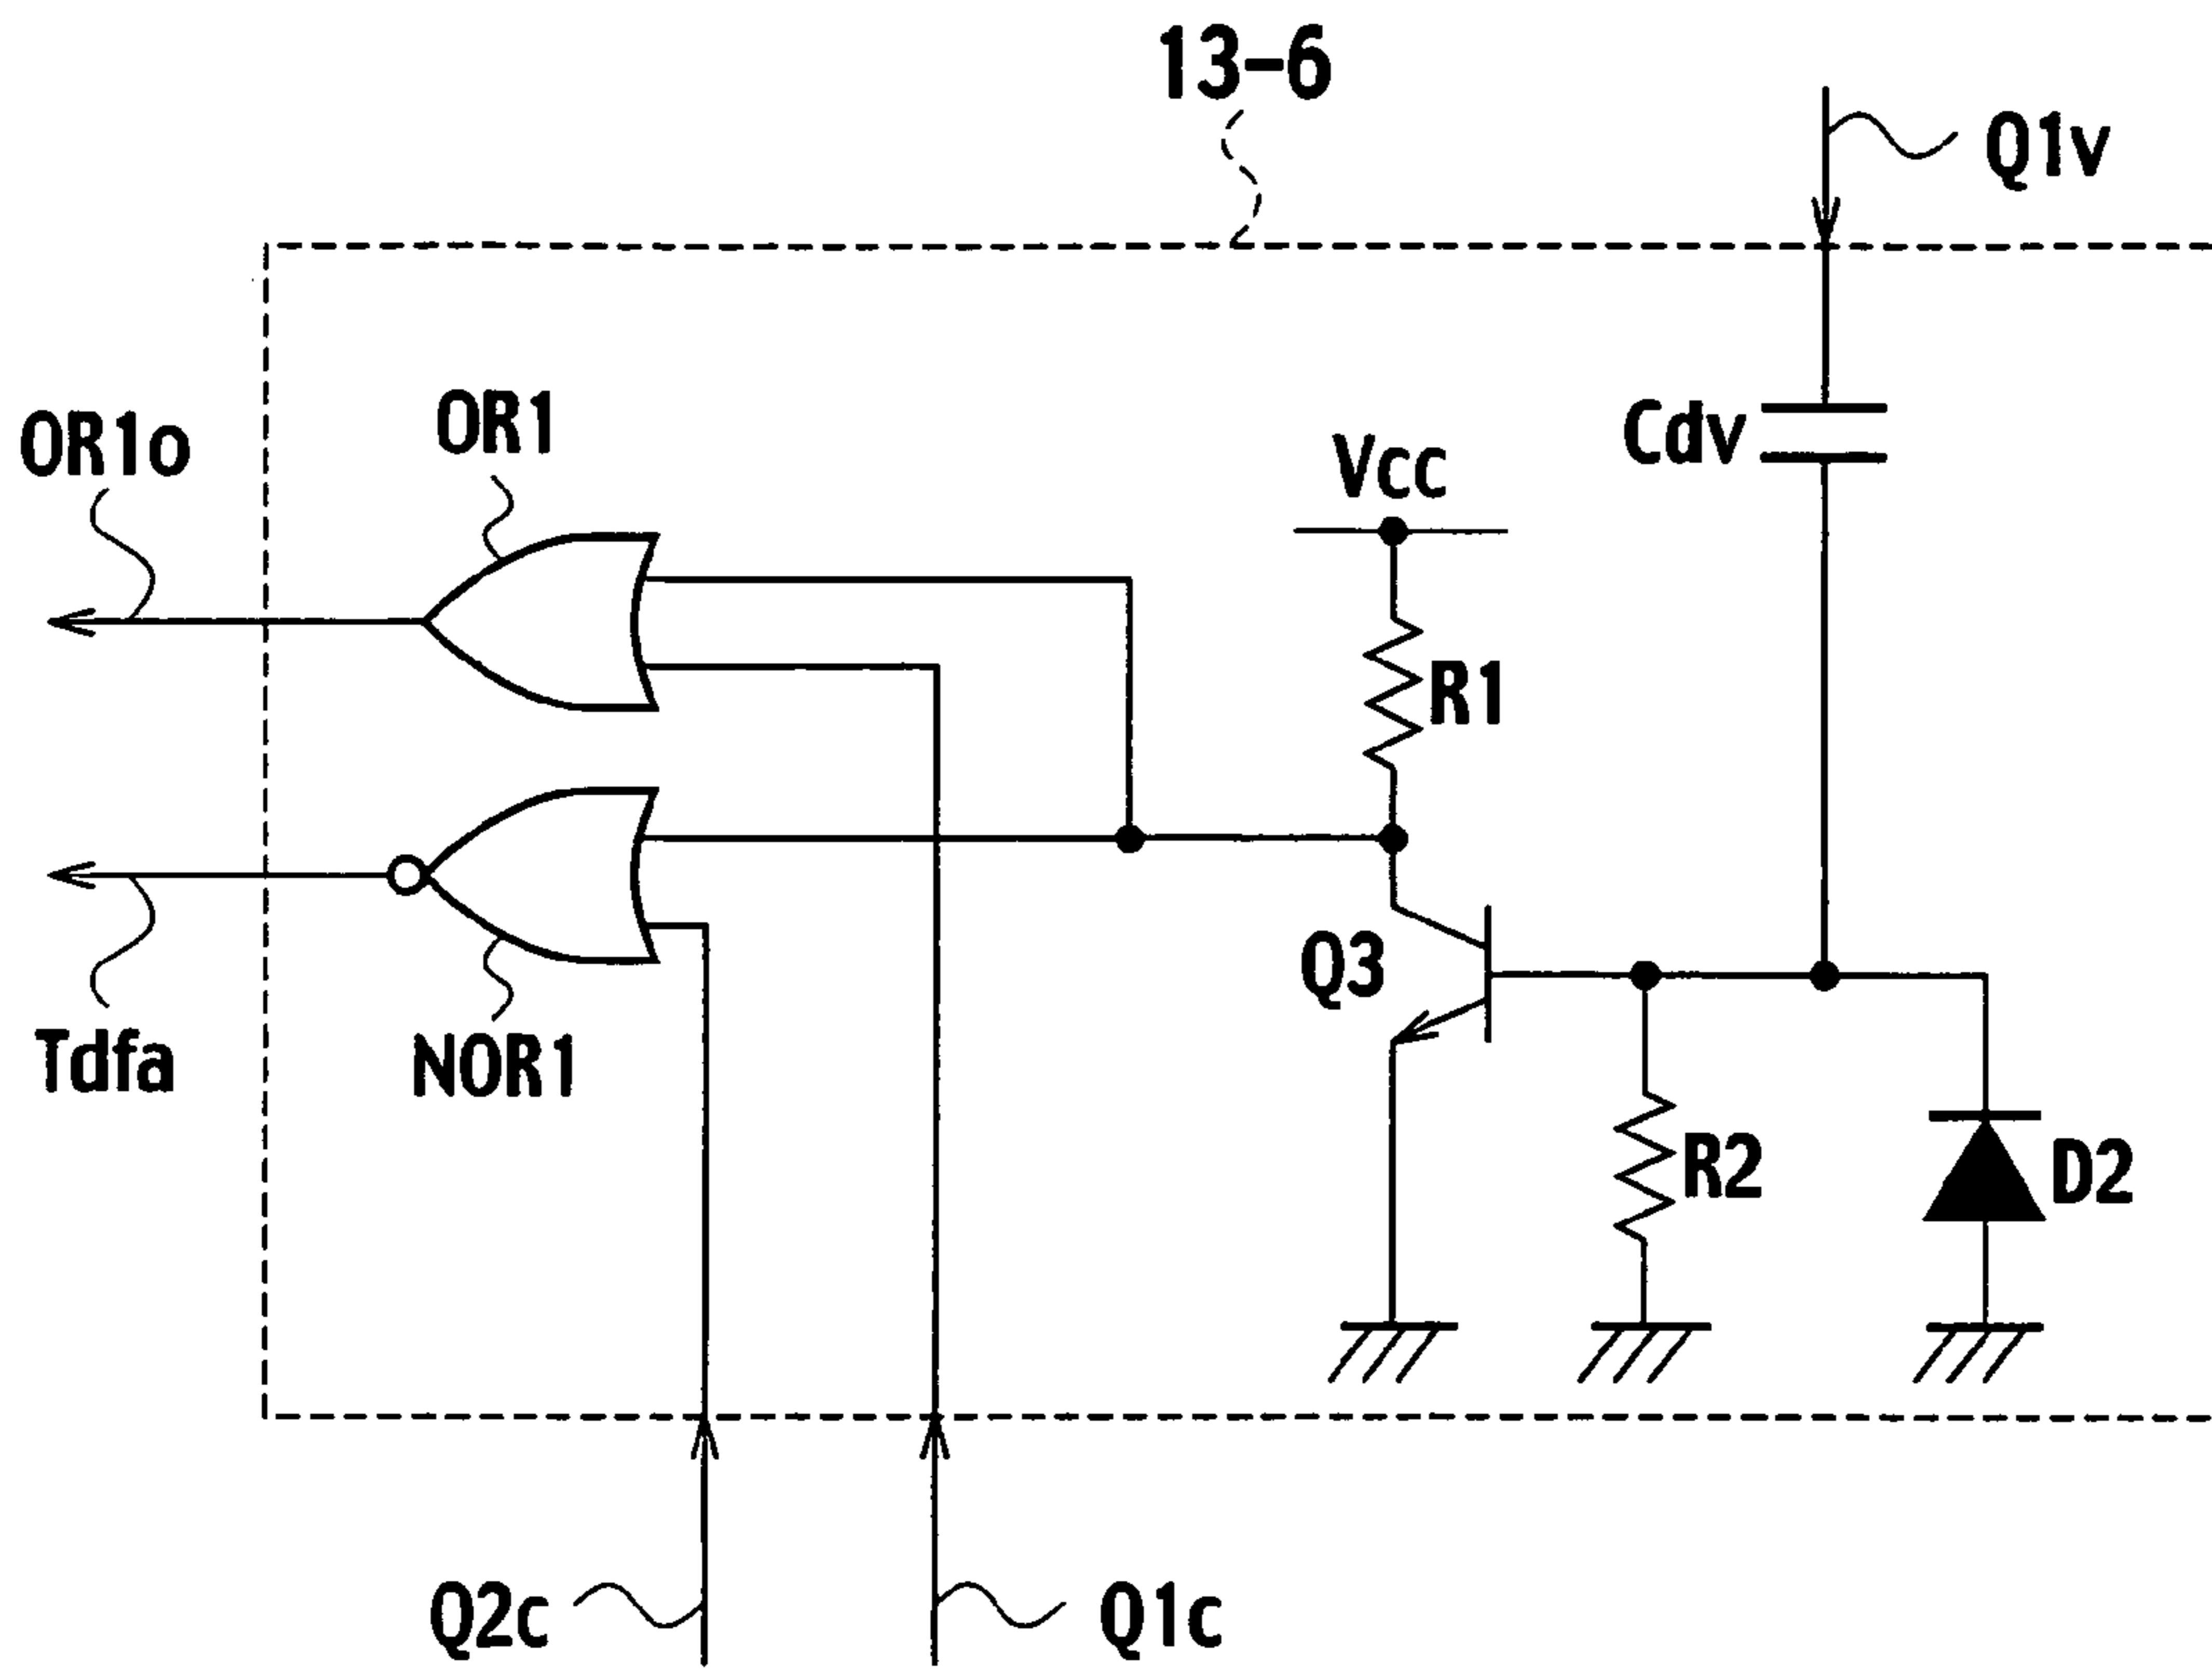 13-6
Q1v
OR1o
OR1
Cdv
Vcc
R1
Q3
Tdfa
NOR1
R2
D2
Q2c
Q1c